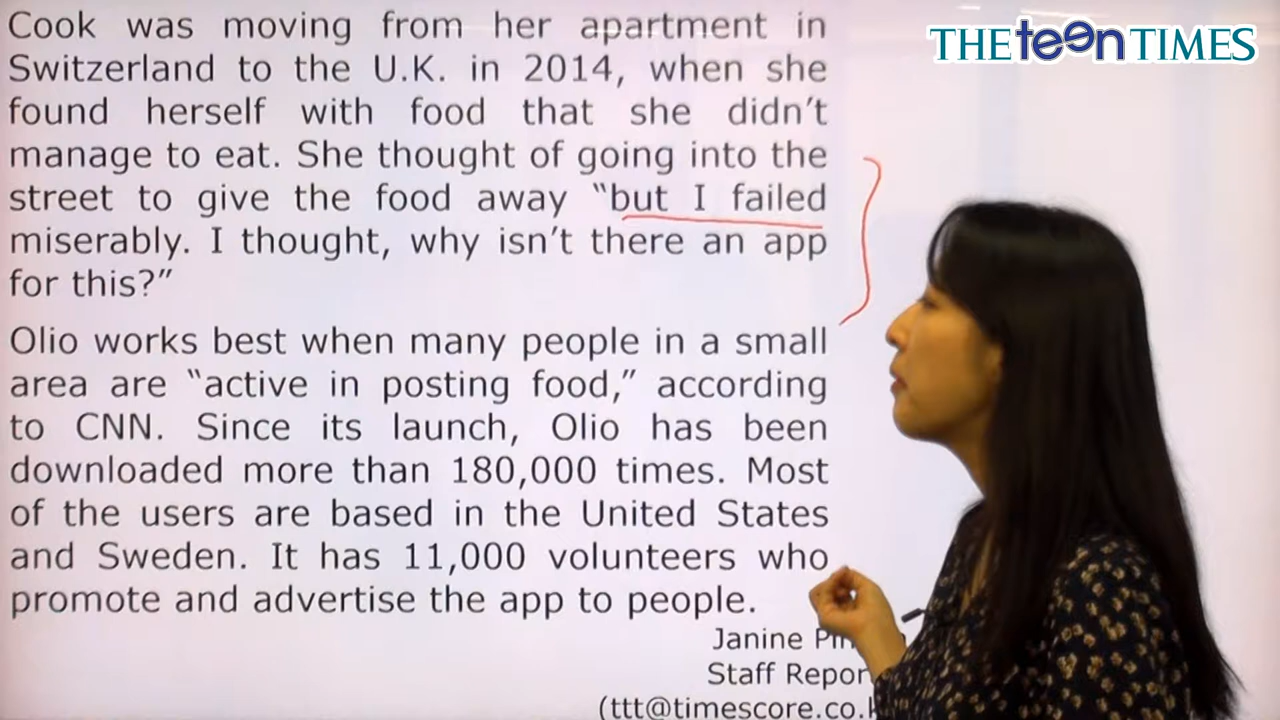 THE teen TIMES
Cook was moving from her apartment in
Switzerland to the U.K. in 2014, when she
found herself with food that she didn't
manage to eat. She thought of going into the
street to give the food away “but I failed
miserably. I thought, why isn't there an app
for this?”
Olio works best when many people in a small
area are “active in posting food,” according
to CNN. Since its launch, Olio has been
downloaded more than 180,000 times. Most
of the users are based in the United States
and Sweden. It has 11,000 volunteers who
promote and advertise the app to people.
Janine
Staff
(ttt@timescore.co.k